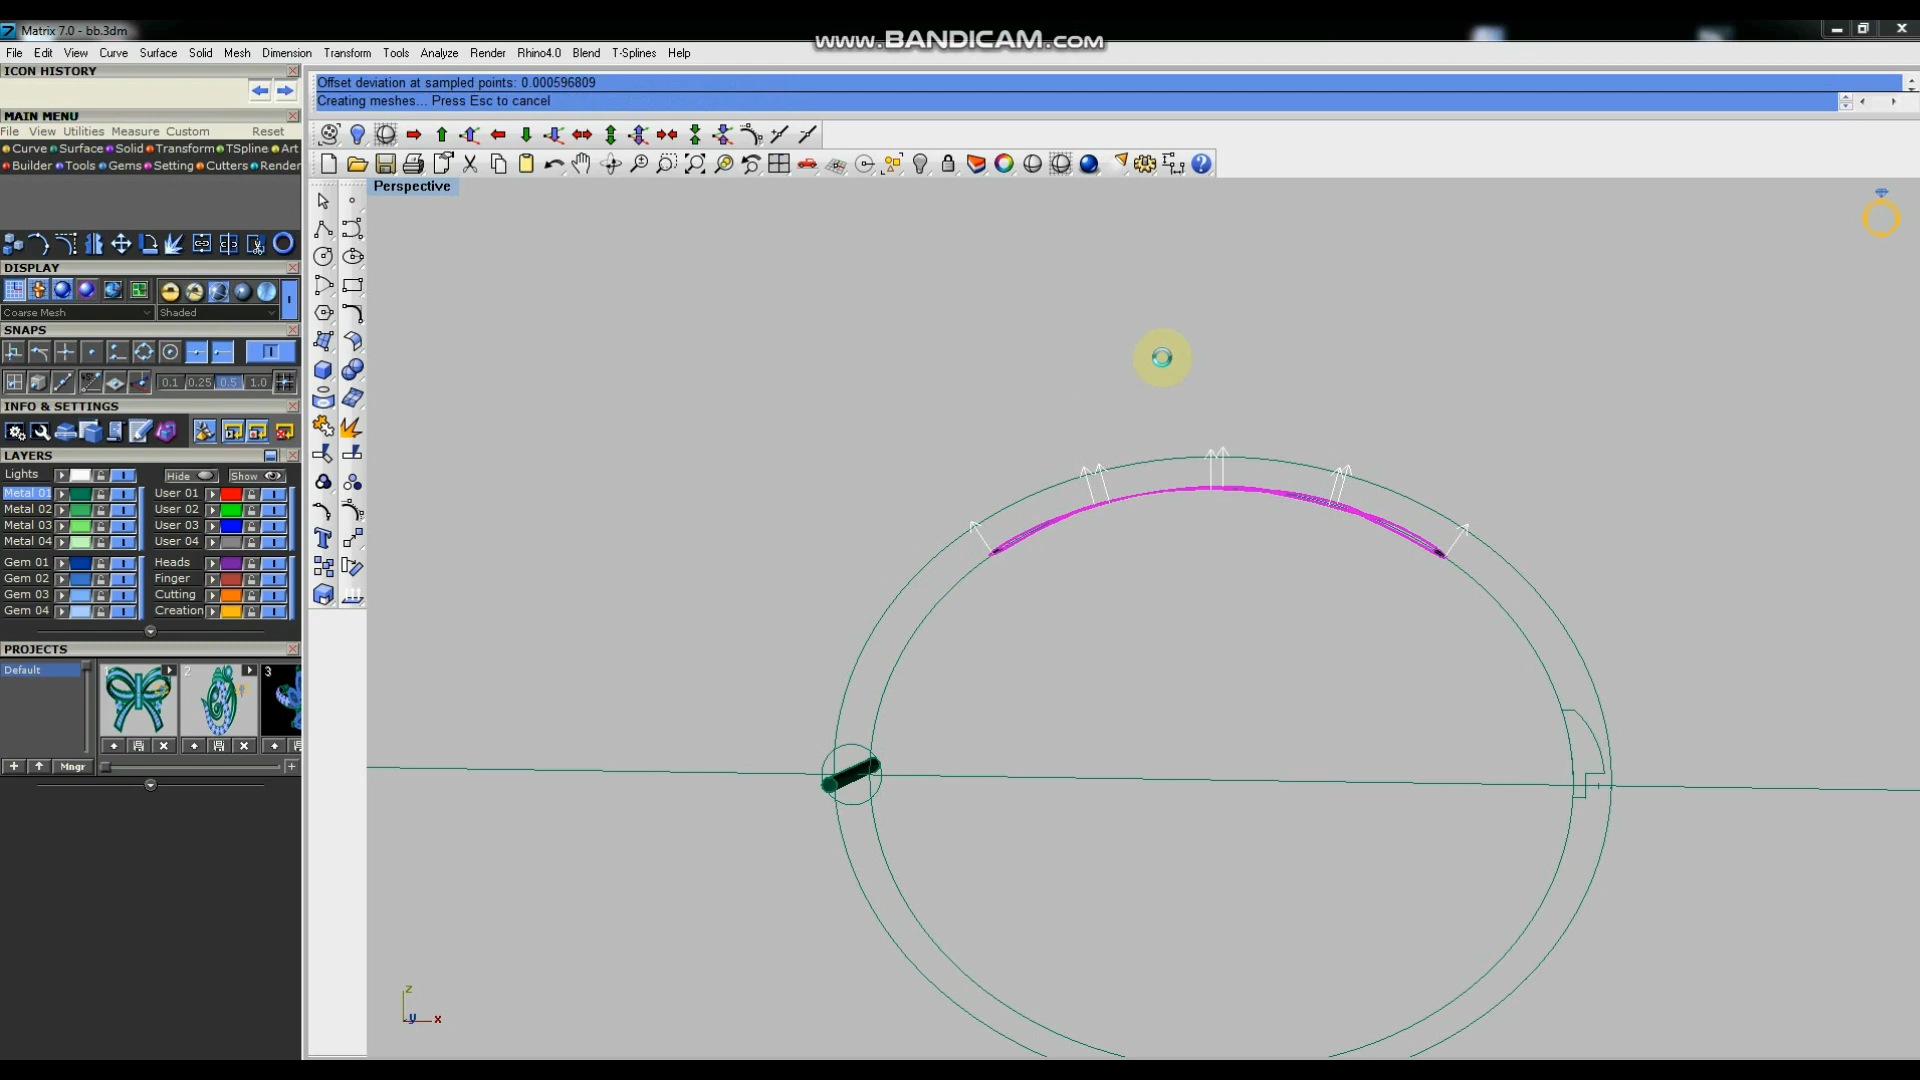 Matrix 7.0 - bb.3dm
www.BANDICAM.com
File Edit View Curve Surface Solid Mesh Dimension Transform Tools Analyze Render Rhino4.0 Blend T-Splines Help
ICON HISTORY
Offset deviation at sampled points: 0.000596809
Creating meshes... Press Esc to cancel
MAIN MENU
File View Utilities Measure Custom Reset
Curve Surface Solid Transform TSpline Art
Builder Tools Gems Setting Cutters Render
Perspective
DISPLAY
Coarse Mesh Shaded
SNAPS
0.1 0.25 0.5 1.0
INFO & SETTINGS
LAYERS
Lights Hide Show
Metal 01 User 01
Metal 02 User 02
Metal 03 User 03
Metal 04 User 04
Gem 01 Heads
Gem 02 Finger
Gem 03 Cutting
Gem 04 Creation
PROJECTS
Default 1 2 3
Mngr
z
y x